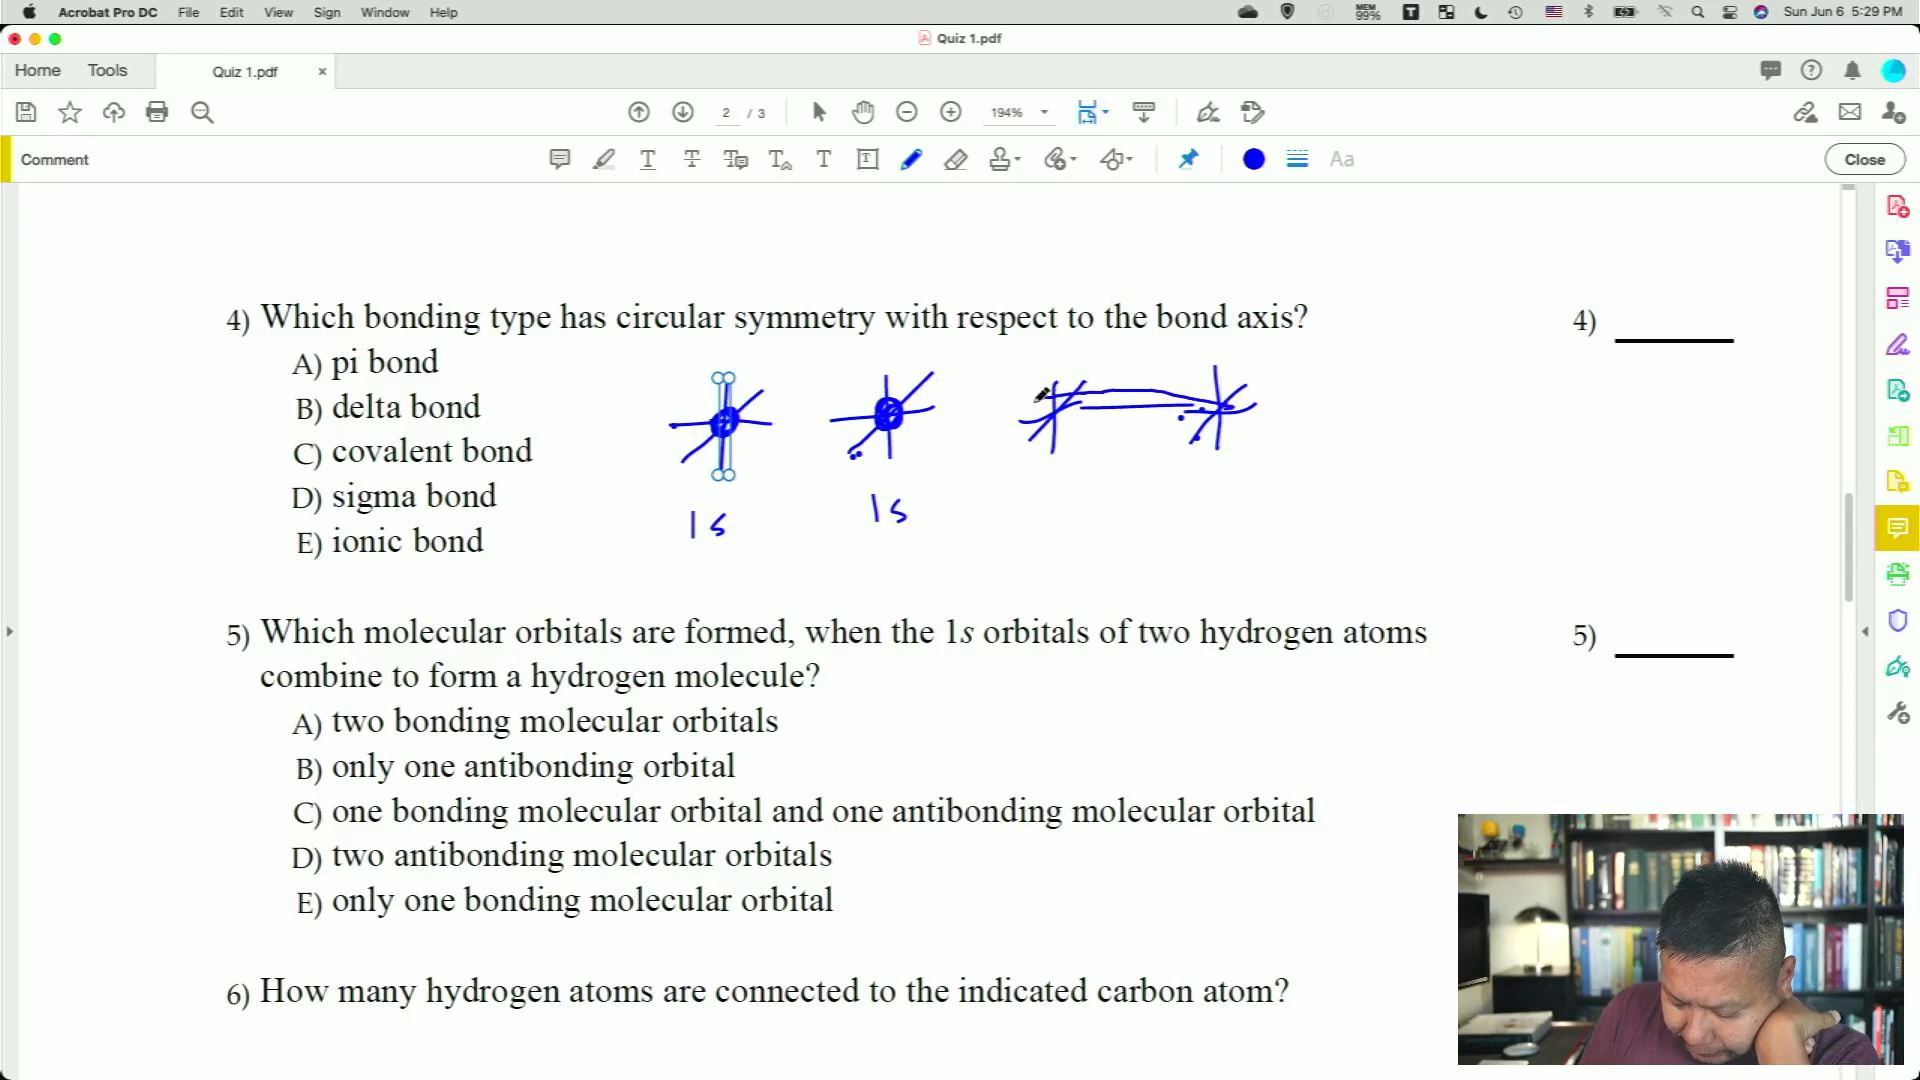 Acrobat Pro DC File Edit View Sign Window Help MEM 99% Sun Jun 6 5:29 PM
Quiz 1.pdf
Home Tools Quiz 1.pdf ×
2 / 3 194%
Comment Aa Close
4) Which bonding type has circular symmetry with respect to the bond axis? 4)
A) pi bond
B) delta bond
C) covalent bond
D) sigma bond
E) ionic bond
1s 1s
5) Which molecular orbitals are formed, when the 1s orbitals of two hydrogen atoms 5)
combine to form a hydrogen molecule?
A) two bonding molecular orbitals
B) only one antibonding orbital
C) one bonding molecular orbital and one antibonding molecular orbital
D) two antibonding molecular orbitals
E) only one bonding molecular orbital
6) How many hydrogen atoms are connected to the indicated carbon atom?